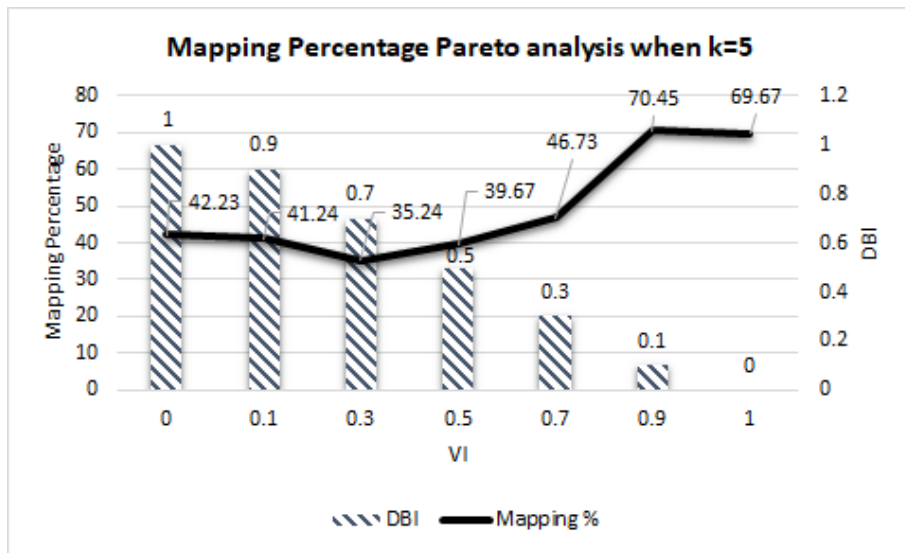 Mapping Percentage Pareto analysis when k=5
80 70.45 69.67 1.2
70 1 46.73 1
60 0.9
50 0.7 0.8
40 42.23 41.24 35.24 39.67 0.6
30 0.5 0.4
20 0.3 0.2
10 0.1
0 0 0
Mapping Percentage
DBI
0 0.1 0.3 0.5 0.7 0.9 1
VI
DBI Mapping %